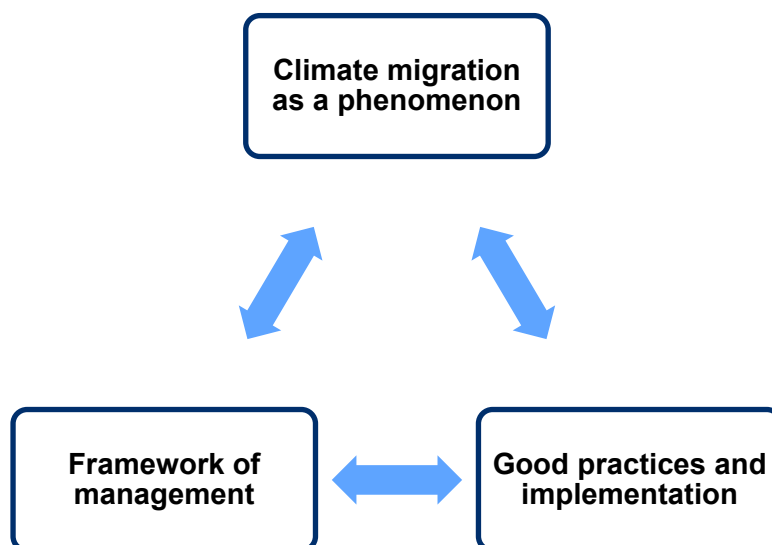 Climate migration
as a phenomenon
Framework of
management
Good practices and
implementation